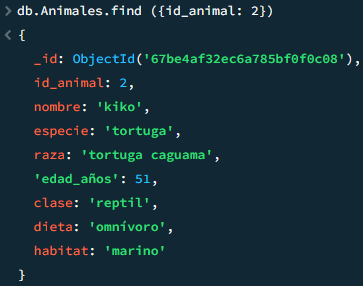 > db.Animales.find ({id_animal: 2})
< {
_id: ObjectId('67be4af32ec6a785bf0f0c08'),
id_animal: 2,
nombre: 'kiko',
especie: 'tortuga',
raza: 'tortuga caguama',
'edad_años': 51,
clase: 'reptil',
dieta: 'omnívoro',
habitat: 'marino'
}